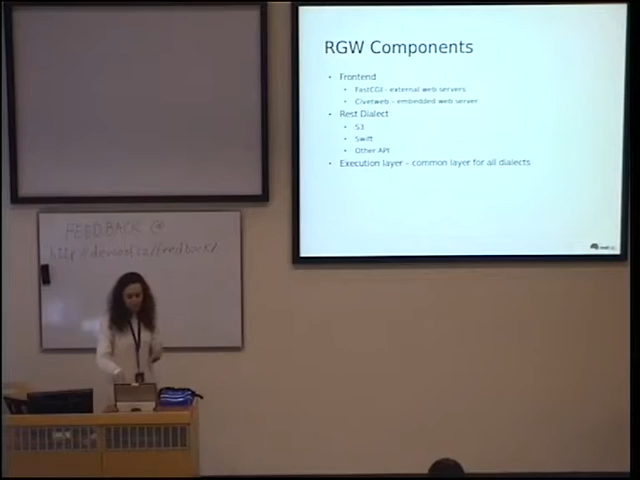 RGW Components
• Frontend
• FastCGI – external web servers
• Civetweb – embedded web server
• Rest Dialect
• S3
• Swift
• Other API
• Execution layer – common layer for all dialects
FEEDBACK @
http://devconf.cz/feedback/